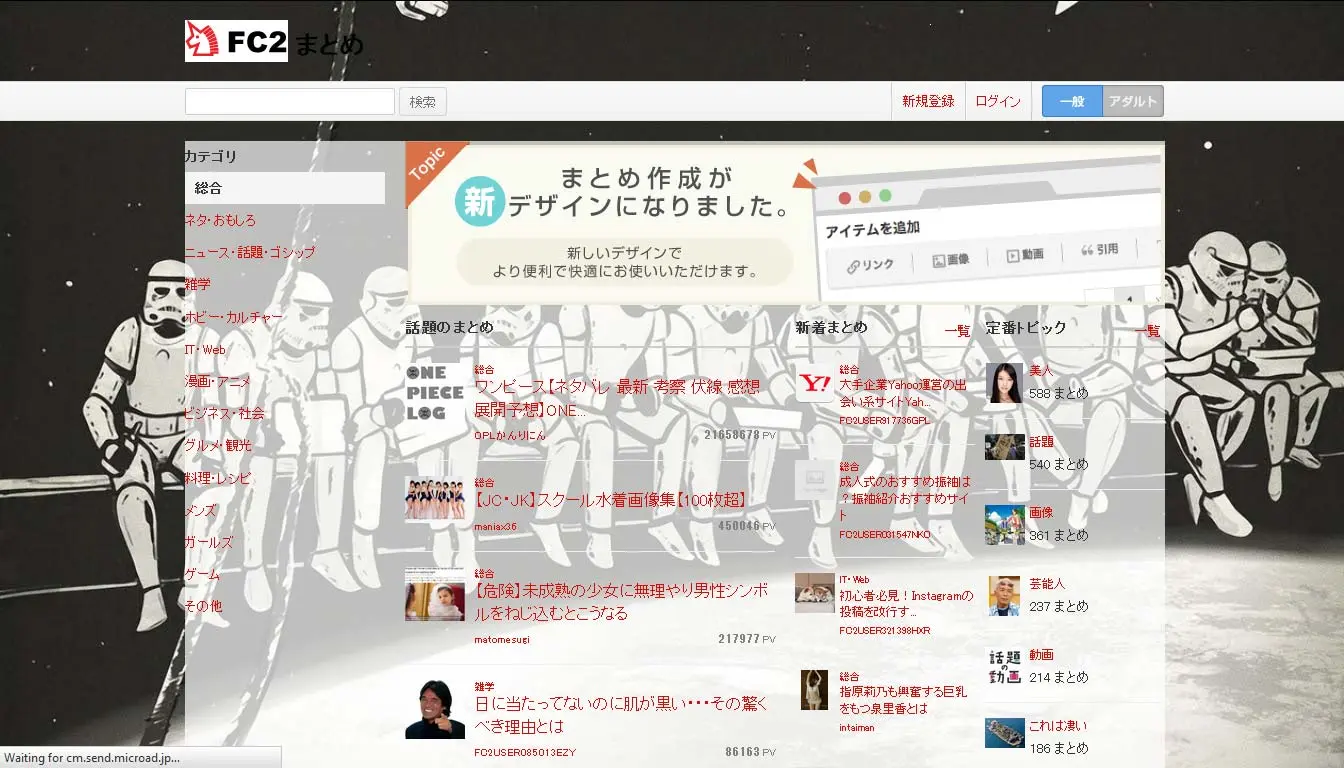 FC2 まとめ
検索
新規登録
ログイン
一般
アダルト
カテゴリ
総合
ネタ・おもしろ
ニュース・話題・ゴシップ
雑学
ホビー・カルチャー
IT・Web
漫画・アニメ
ビジネス・社会
グルメ・観光
料理・レシピ
メンズ
ガールズ
ゲーム
その他
Topic
新
まとめ作成が
デザインになりました。
新しいデザインで
より便利で快適にお使いいただけます。
アイテムを追加
リンク
画像
動画
引用
話題のまとめ
ONE
PIECE
LOG
総合
ワンピース【ネタバレ 最新 考察 伏線 感想
展開予想】ONE...
OPLかんりにん
21658678 PV
総合
【JC・JK】スクール水着画像集【100枚超】
maniax36
450046 PV
総合
【危険】未成熟の少女に無理やり男性シンボ
ルをねじ込むとこうなる
matomesugi
217977 PV
雑学
日に当たってないのに肌が黒い・・・その驚く
べき理由とは
FC2USER085013EZY
86163 PV
新着まとめ
一覧
Y!
総合
大手企業Yahoo運営の出
会い系サイトYah...
FC2USER917736GPL
総合
成人式のおすすめ振袖は
？振袖紹介おすすめサイ
ト
FC2USER031547NKO
IT・Web
初心者必見！Instagramの
投稿を改行す...
FC2USER321398HXR
総合
指原莉乃も興奮する巨乳
をもつ泉里香とは
intaiman
定番トピック
一覧
美人
588 まとめ
話題
540 まとめ
画像
361 まとめ
芸能人
237 まとめ
話題
の
動画
動画
214 まとめ
これは凄い
186 まとめ
Waiting for cm.send.microad.jp...